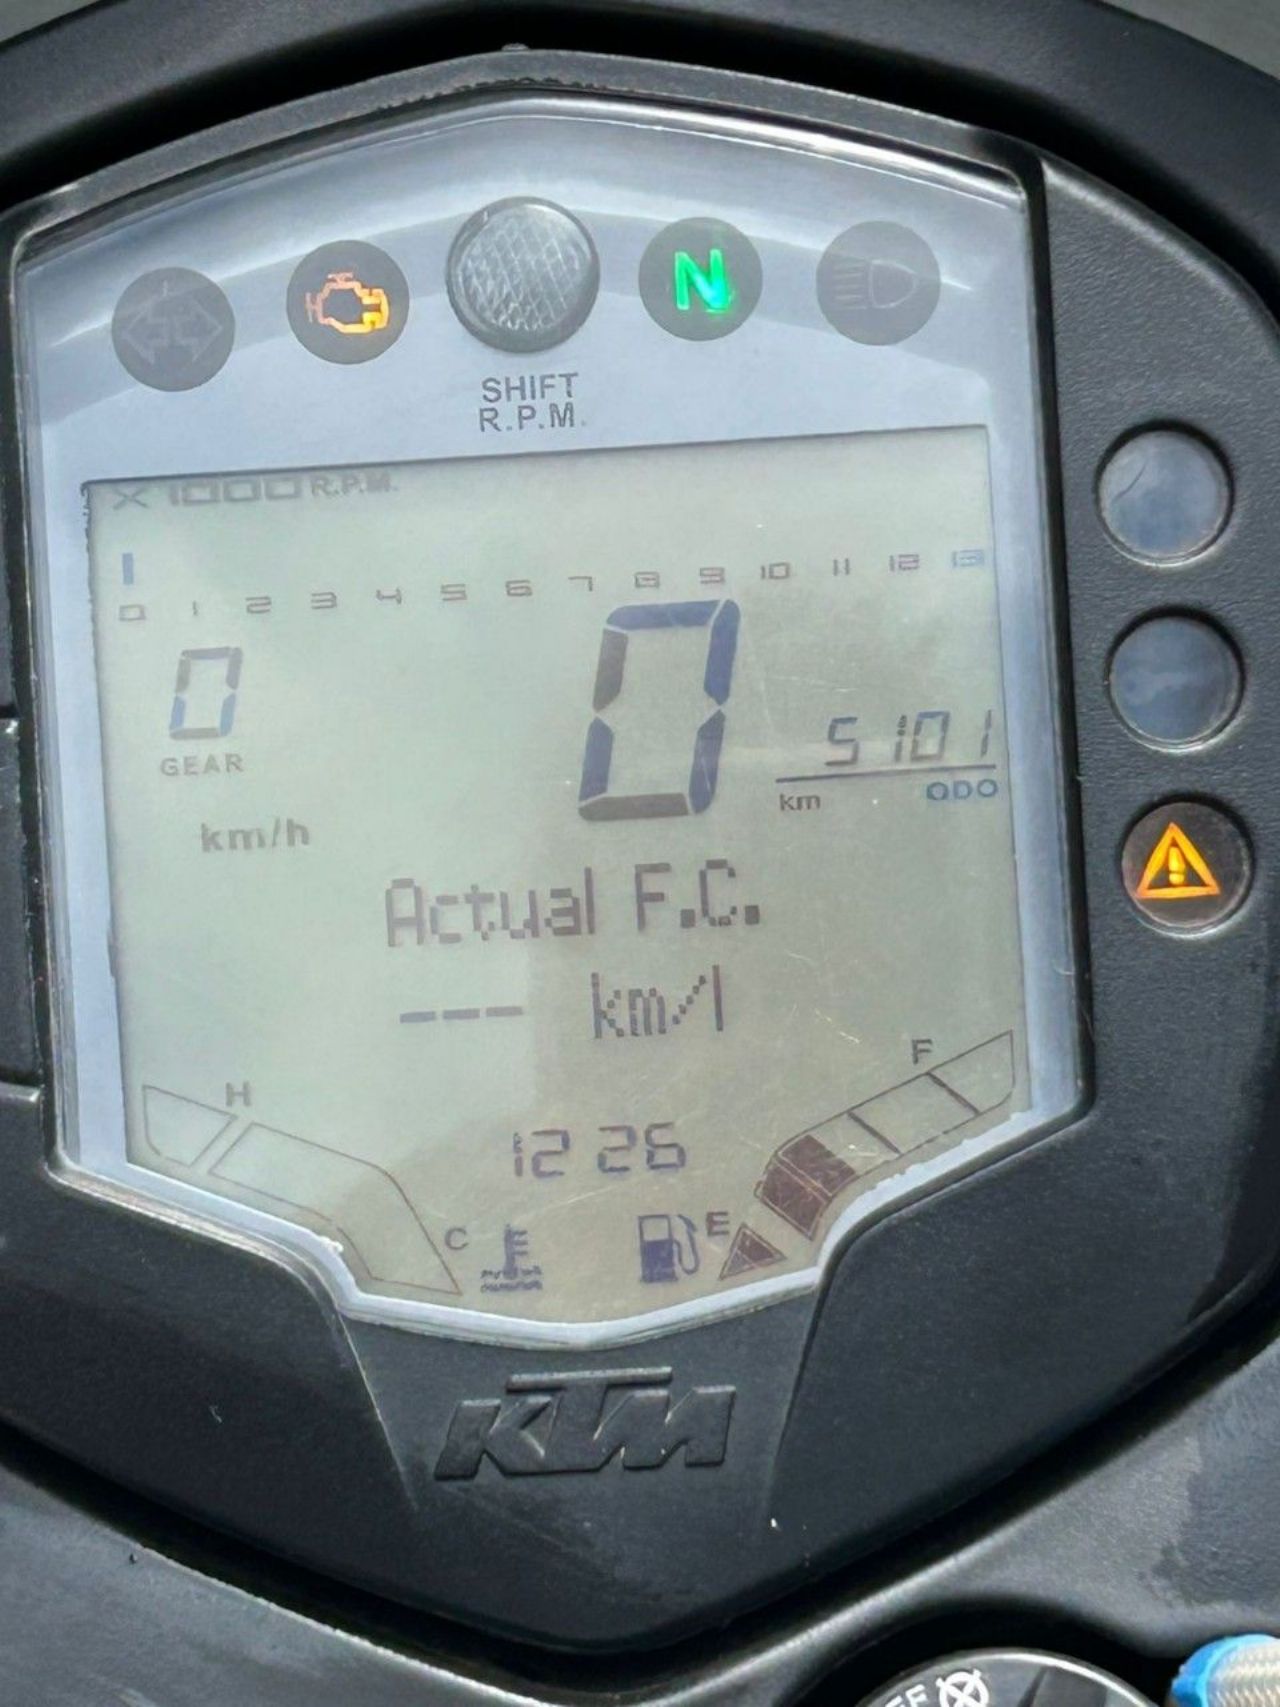 N
SHIFT
R.P.M.
X 1000 R.P.M.
0 1 2 3 4 5 6 7 8 9 10 11 12 13
0
GEAR
0
5101
km ODO
km/h
Actual F.C.
--- km/l
F
H
12 26
C
E
KTM